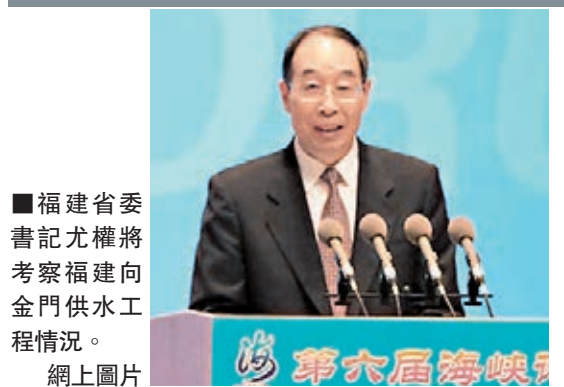 ■福建省委
書記尤權將
考察福建向
金門供水工
程情況。
網上圖片
海 第六届海峡